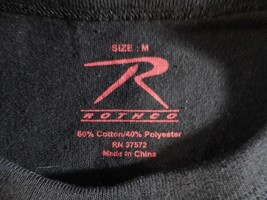 SIZE : M
R
ROTHCO
60% Cotton/40% Polyester
RN 37572
Made in China